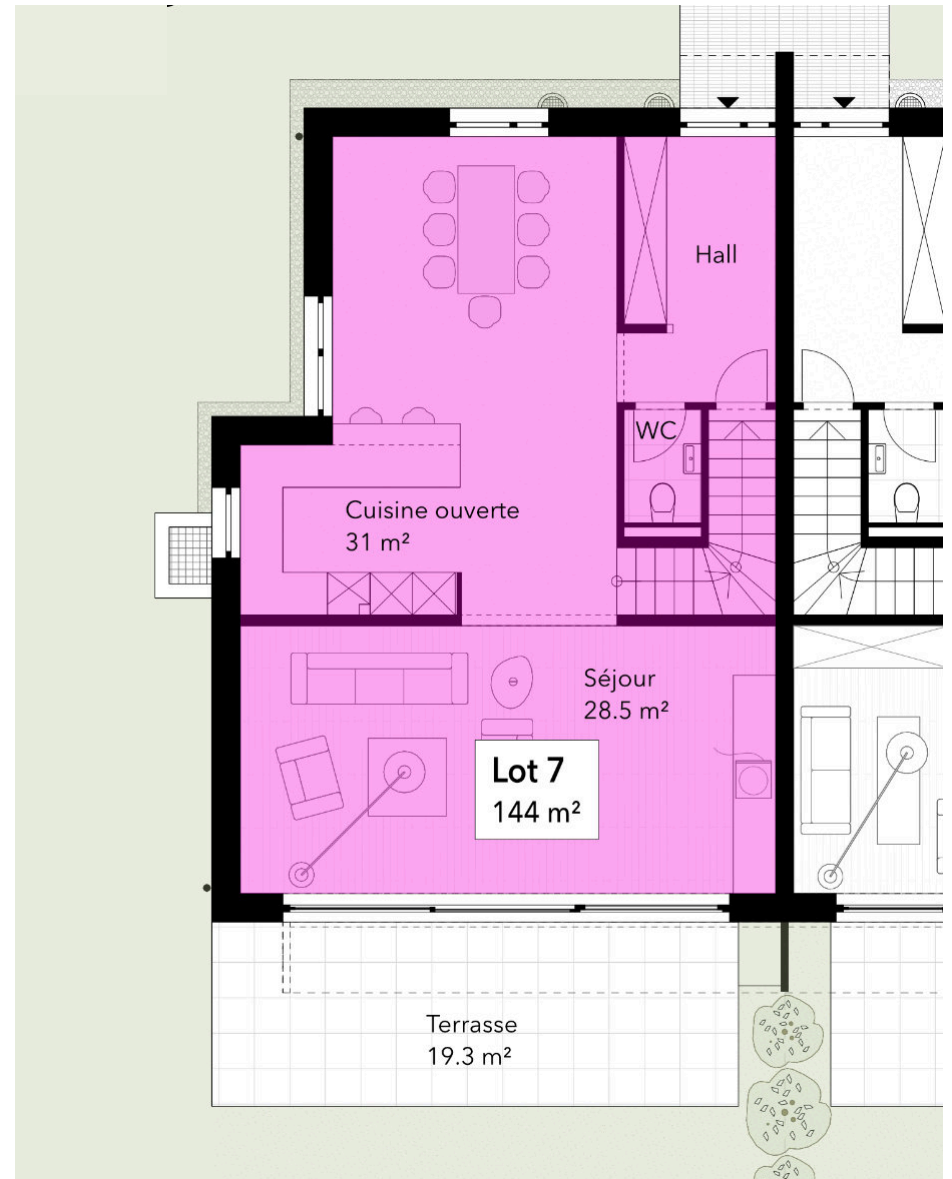 Hall
WC
Cuisine ouverte
31 m²
Séjour
28.5 m²
Lot 7
144 m²
Terrasse
19.3 m²